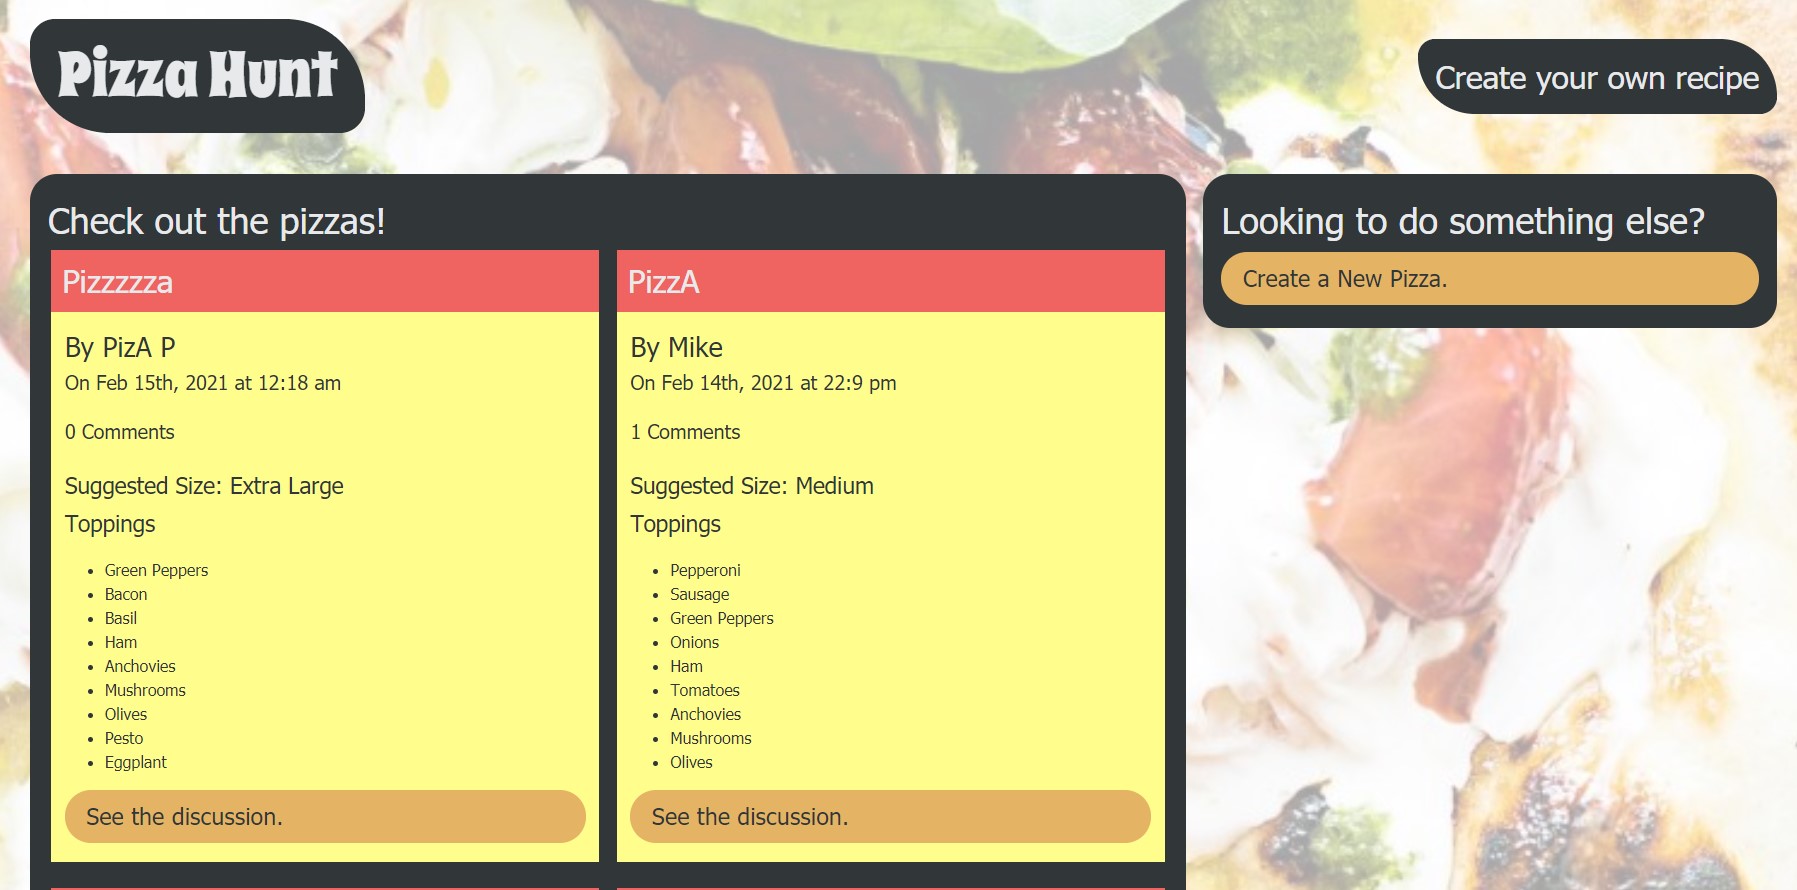 Pizza Hunt
Create your own recipe
Check out the pizzas!
Pizzzzza
By PizA P
On Feb 15th, 2021 at 12:18 am
0 Comments
Suggested Size: Extra Large
Toppings
• Green Peppers
• Bacon
• Basil
• Ham
• Anchovies
• Mushrooms
• Olives
• Pesto
• Eggplant
See the discussion.
PizzA
By Mike
On Feb 14th, 2021 at 22:9 pm
1 Comments
Suggested Size: Medium
Toppings
• Pepperoni
• Sausage
• Green Peppers
• Onions
• Ham
• Tomatoes
• Anchovies
• Mushrooms
• Olives
See the discussion.
Looking to do something else?
Create a New Pizza.